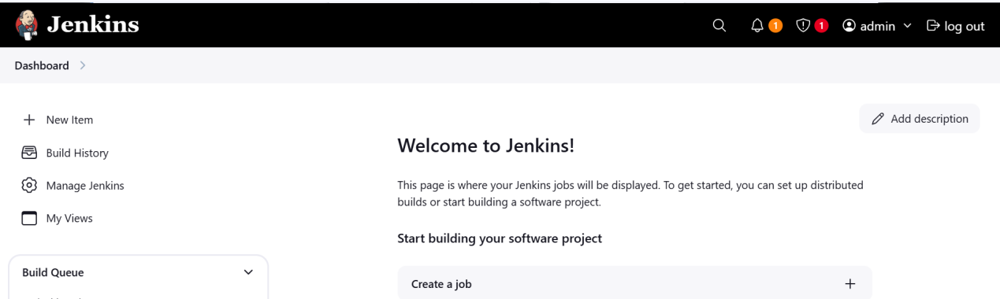 Jenkins
1 1 admin log out
Dashboard
New Item
Add description
Build History
Welcome to Jenkins!
Manage Jenkins
This page is where your Jenkins jobs will be displayed. To get started, you can set up distributed
builds or start building a software project.
My Views
Start building your software project
Build Queue
Create a job